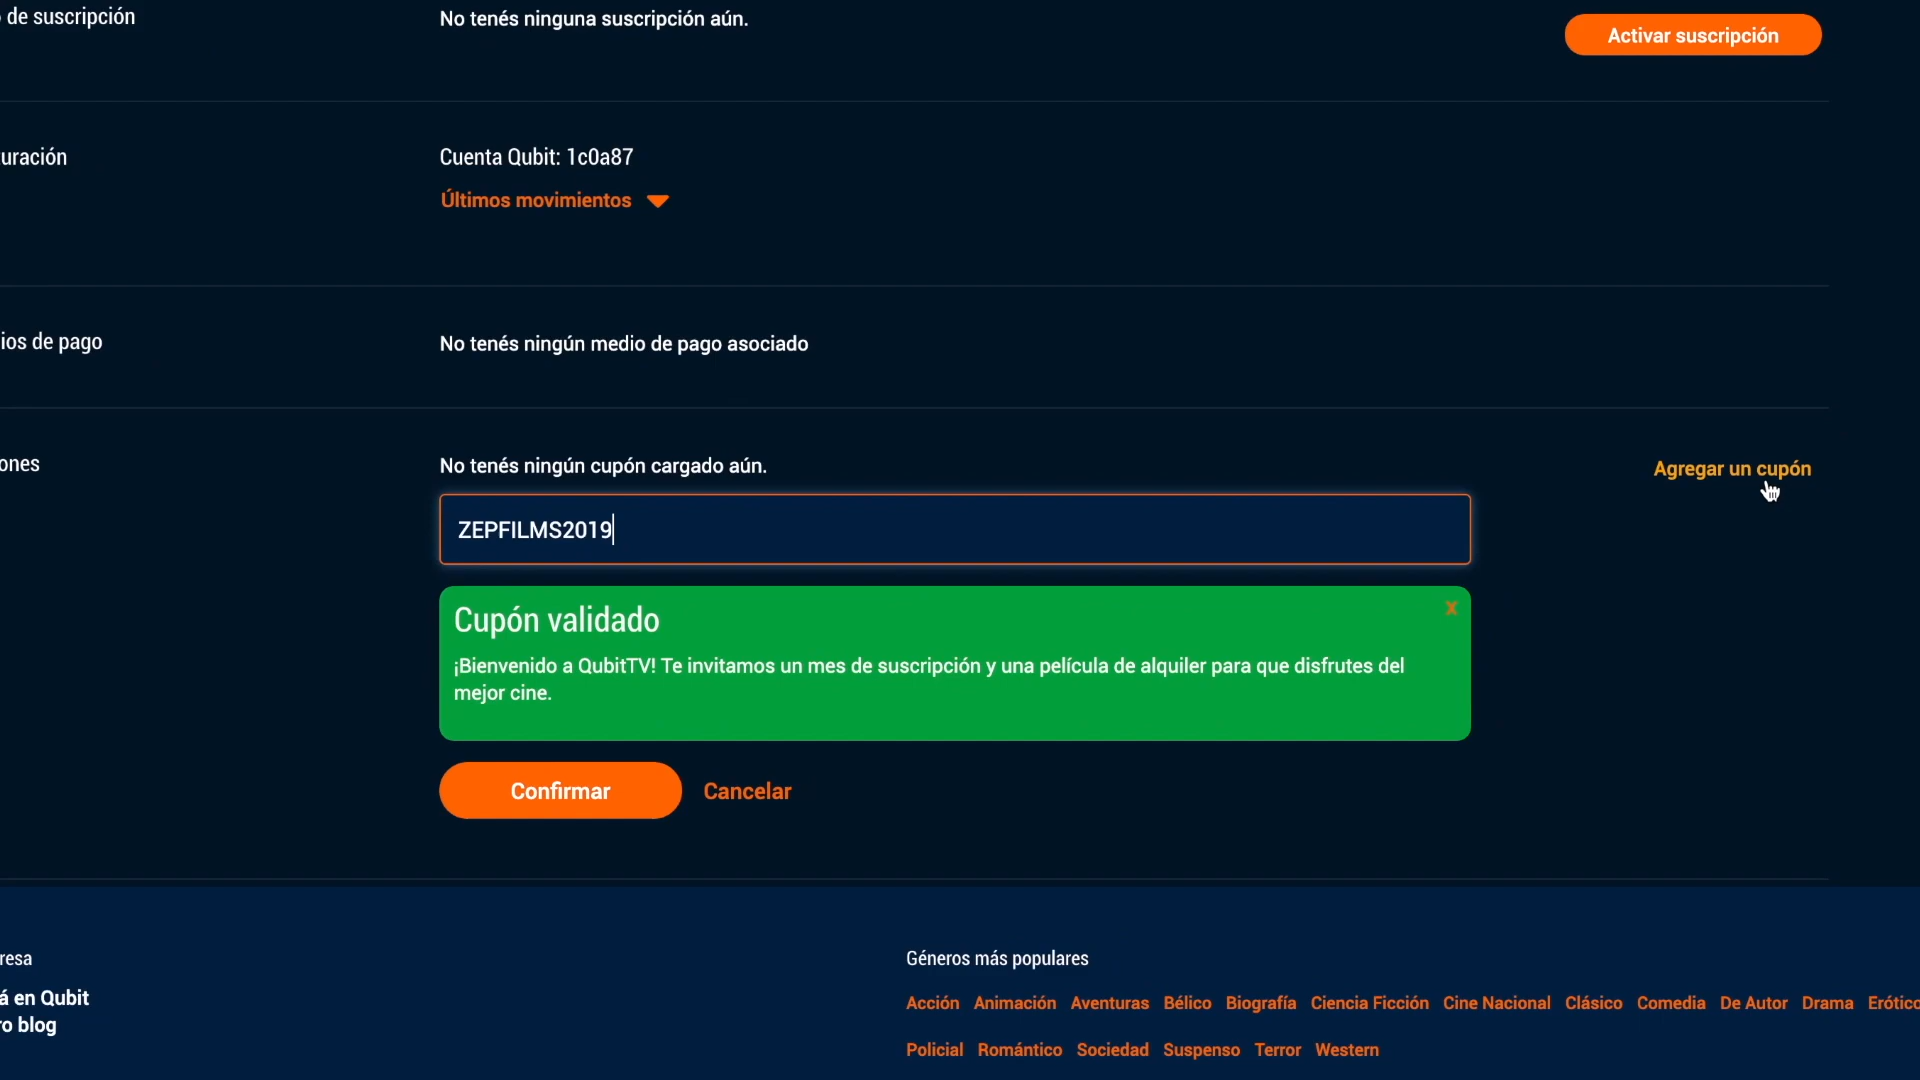 de suscripción
No tenés ninguna suscripción aún.
Activar suscripción
uración
Cuenta Qubit: 1c0a87
Últimos movimientos
ios de pago
No tenés ningún medio de pago asociado
ones
No tenés ningún cupón cargado aún.
Agregar un cupón
ZEPFILMS2019
Cupón validado
x
¡Bienvenido a QubitTV! Te invitamos un mes de suscripción y una película de alquiler para que disfrutes del
mejor cine.
Confirmar Cancelar
resa
á en Qubit
ro blog
Géneros más populares
Acción Animación Aventuras Bélico Biografía Ciencia Ficción Cine Nacional Clásico Comedia De Autor Drama Erótico
Policial Romántico Sociedad Suspenso Terror Western